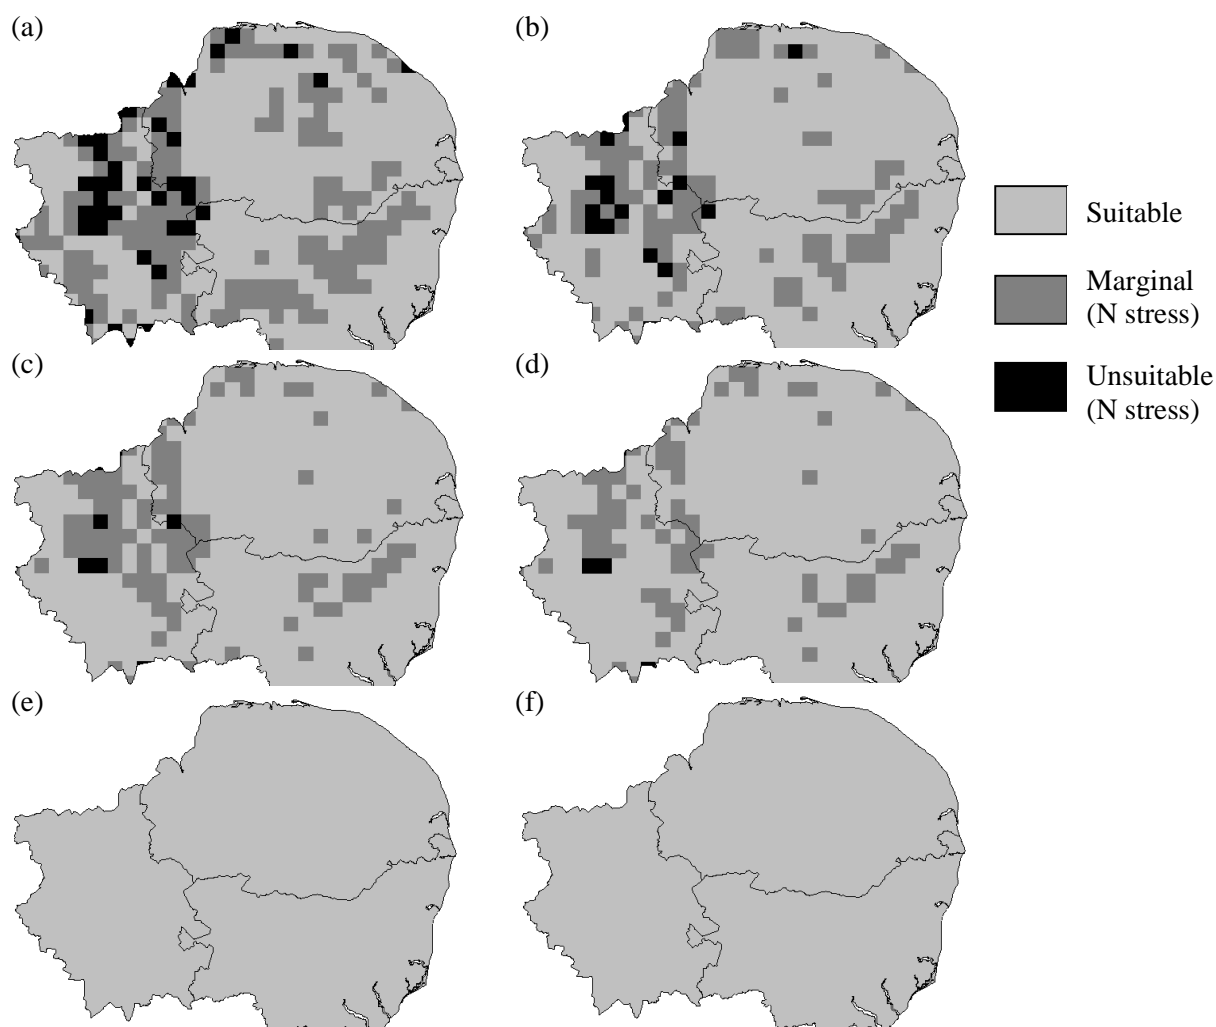 (a)
(b)
Suitable
Marginal
(N stress)
Unsuitable
(N stress)
(c)
(d)
(e)
(f)